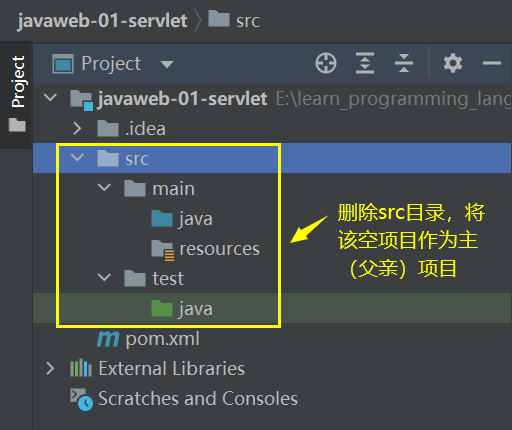 javaweb-01-servlet
src
Project
Project
javaweb-01-servlet E:\learn_programming_lang
.idea
src
main
java
resources
test
java
pom.xml
External Libraries
Scratches and Consoles
删除src目录，将
该空项目作为主
（父亲）项目